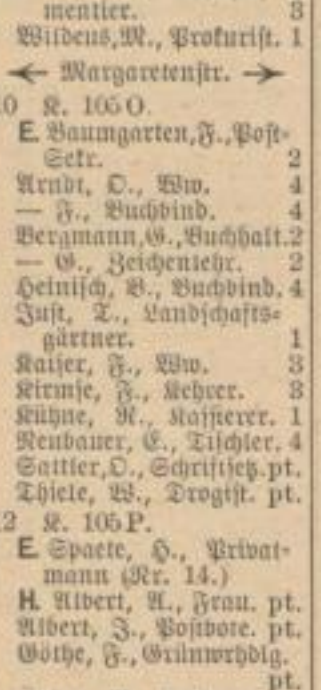 mentier. 3
Wildens, M., Prokurist. 1
← Margaretenstr. →
10 K. 105 O.
E. Baumgarten, F., Post-
Sekr. 2
Arndt, O., Ww. 4
— F., Buchbind. 4
Bergmann, G., Buchhalt. 2
— G., Zeichenlehr. 2
Heinisch, B., Buchbind. 4
Just, T., Landschafts-
gärtner. 1
Kaiser, F., Ww. 3
Kirmse, F., Lehrer. 3
Kühne, R., Kassierer. 1
Neubauer, E., Tischler. 4
Sattler, O., Schriftsetz. pt.
Thiele, W., Drogist. pt.
12 K. 105 P.
E. Spaete, H., Privat-
mann (Nr. 14.)
H. Albert, A., Frau. pt.
Albert, J., Postbote. pt.
Göthe, F., Grünwrhdlg.
pt.